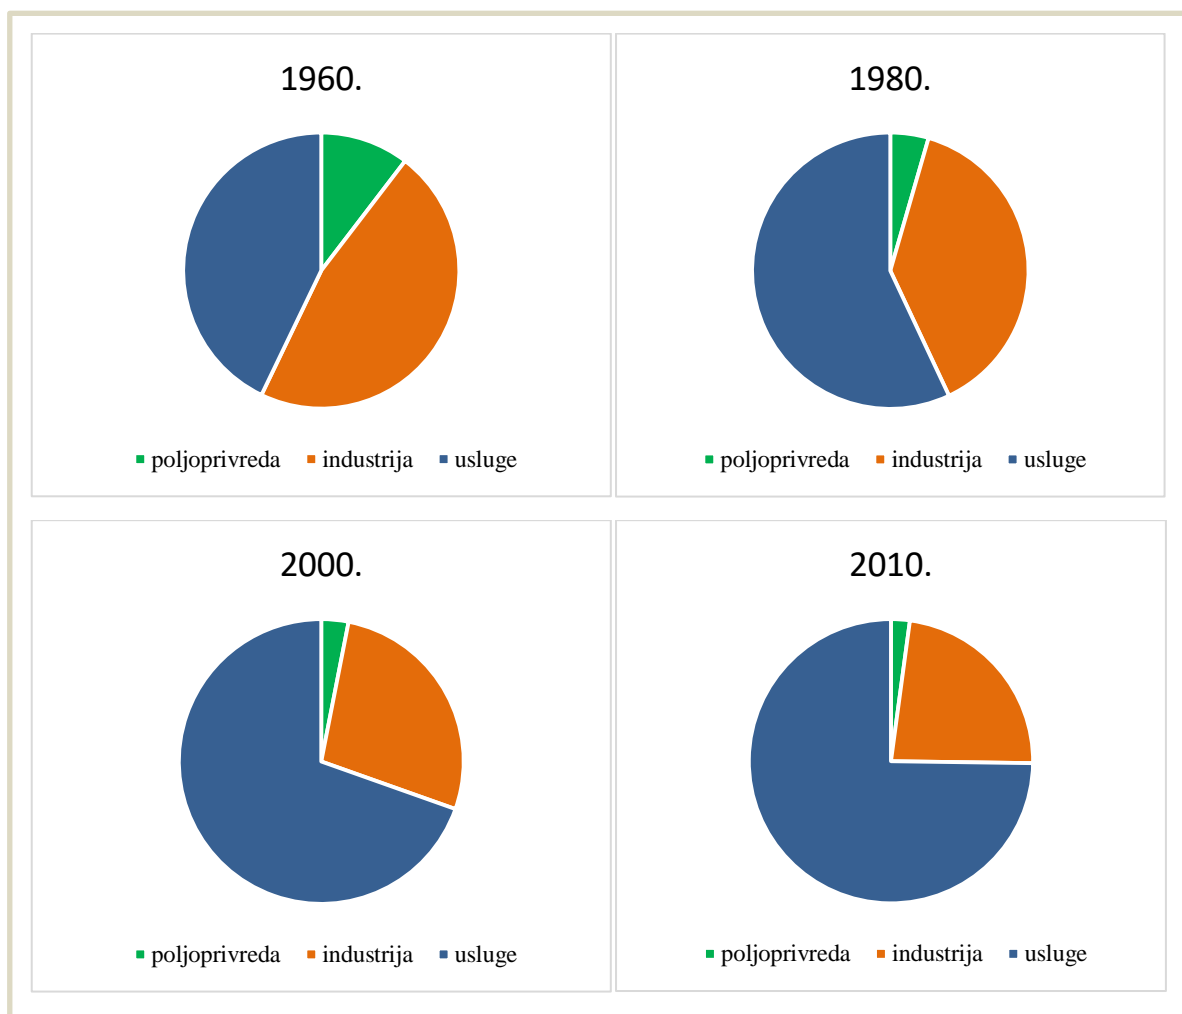 1960.
poljoprivreda industrija usluge
1980.
poljoprivreda industrija usluge
2000.
poljoprivreda industrija usluge
2010.
poljoprivreda industrija usluge